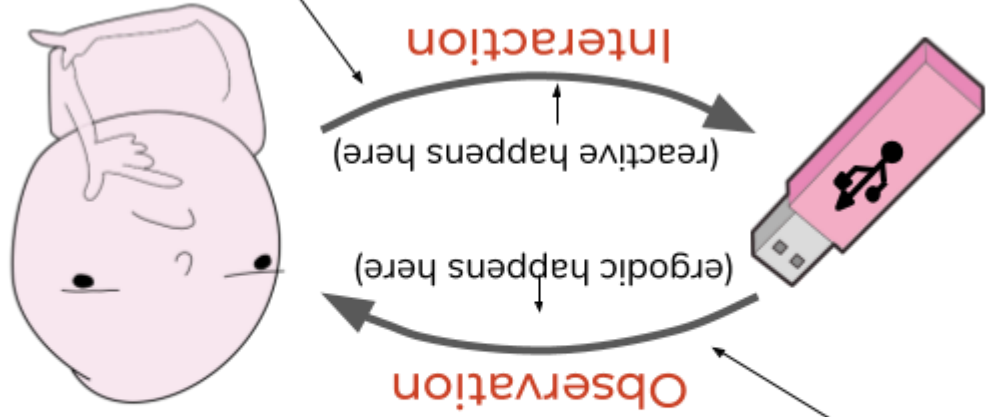 Observation
(ergodic happens here)
(reactive happens here)
Interaction